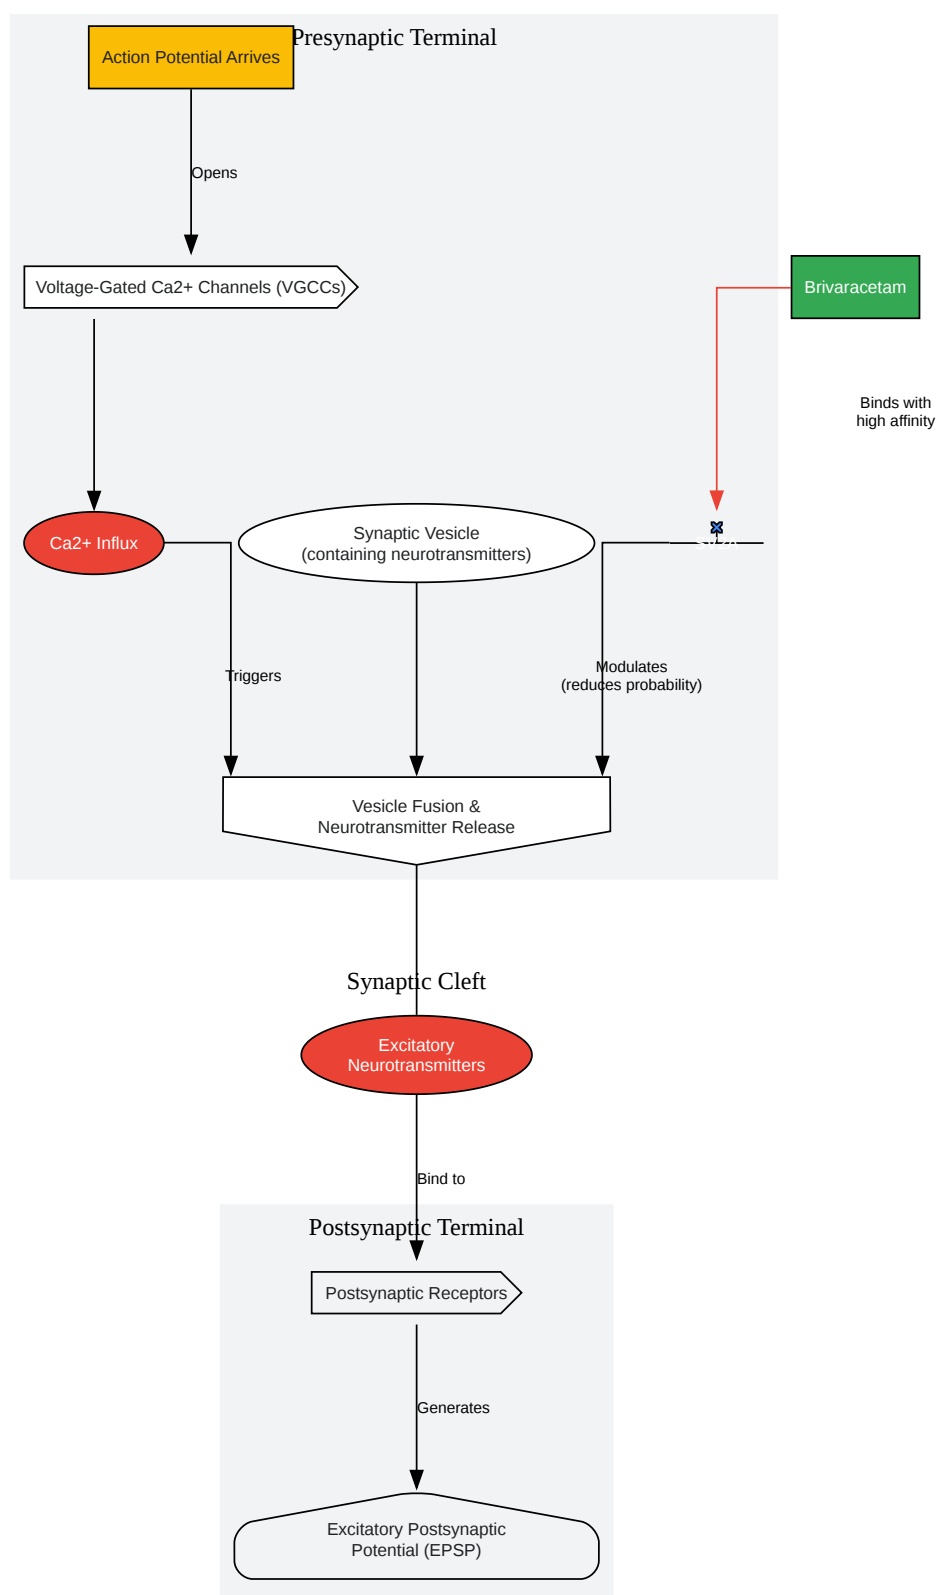 Presynaptic Terminal
Action Potential Arrives
Opens
Voltage-Gated Ca2+ Channels (VGCCs)
Brivaracetam
Binds with
high affinity
Ca2+ Influx
Synaptic Vesicle
(containing neurotransmitters)
SV2A
Triggers
Modulates
(reduces probability)
Vesicle Fusion &
Neurotransmitter Release
Synaptic Cleft
Excitatory
Neurotransmitters
Bind to
Postsynaptic Terminal
Postsynaptic Receptors
Generates
Excitatory Postsynaptic
Potential (EPSP)